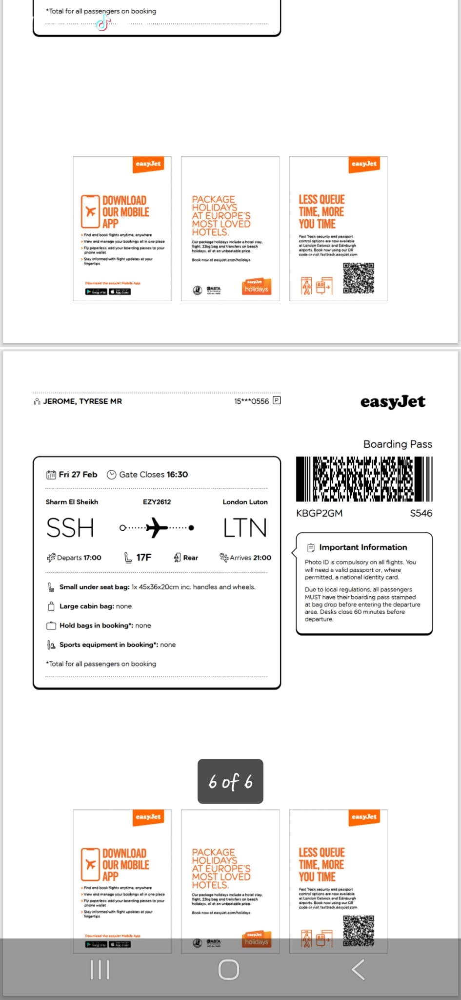 *Total for all passengers on booking
easyJet
DOWNLOAD
OUR MOBILE
APP
> Find and book flights anytime, anywhere
> View and manage your bookings all in one place
> Fly paperless: add your boarding passes to your
phone wallet
> Stay informed with flight updates at your
fingertips
Download the easyJet Mobile App
Google Play
App Store
PACKAGE
HOLIDAYS
AT EUROPE'S
MOST LOVED
HOTELS.
Our package holidays include a hotel stay,
flight, 23kg bag and transfers on beach
holidays, all at an unbeatable price.
Book now at easyJet.com/holidays
ABTA
easyJet
holidays
easyJet
LESS QUEUE
TIME, MORE
YOU TIME
Fast Track security and passport
control options are now available
at London Gatwick and Edinburgh
airports. Book now using our QR
code or visit fasttrack.easyJet.com
JEROME, TYRESE MR
15***0556 P
easyJet
Boarding Pass
Fri 27 Feb Gate Closes 16:30
Sharm El Sheikh EZY2612 London Luton
SSH LTN
Departs 17:00 17F Rear Arrives 21:00
Small under seat bag: 1x 45x36x20cm inc. handles and wheels.
Large cabin bag: none
Hold bags in booking*: none
Sports equipment in booking*: none
*Total for all passengers on booking
KBGP2GM S546
Important Information
Photo ID is compulsory on all flights. You
will need a valid passport or, where
permitted, a national identity card.
Due to local regulations, all passengers
MUST have their boarding pass stamped
at bag drop before entering the departure
area. Desks close 60 minutes before
departure.
6 of 6
easyJet
DOWNLOAD
OUR MOBILE
APP
> Find and book flights anytime, anywhere
> View and manage your bookings all in one place
> Fly paperless: add your boarding passes to your
phone wallet
> Stay informed with flight updates at your
fingertips
Download the easyJet Mobile App
Google Play
App Store
PACKAGE
HOLIDAYS
AT EUROPE'S
MOST LOVED
HOTELS.
Our package holidays include a hotel stay,
flight, 23kg bag and transfers on beach
holidays, all at an unbeatable price.
Book now at easyJet.com/holidays
ABTA
easyJet
holidays
easyJet
LESS QUEUE
TIME, MORE
YOU TIME
Fast Track security and passport
control options are now available
at London Gatwick and Edinburgh
airports. Book now using our QR
code or visit fasttrack.easyJet.com